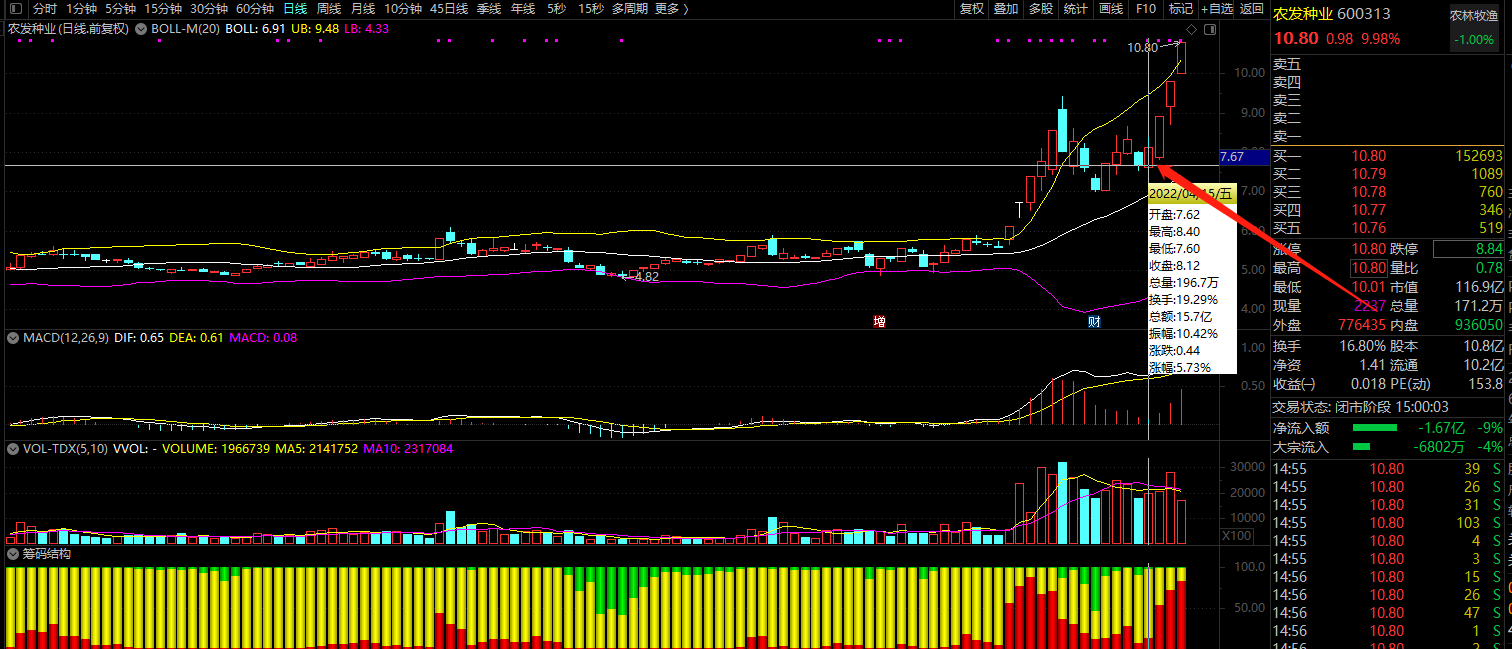 分时 1分钟 5分钟 15分钟 30分钟 60分钟 日线 周线 月线 10分钟 45日线 季线 年线 5秒 15秒 多周期 更多 〉 复权 叠加 多股 统计 画线 F10 标记 +自选 返回
农发种业(日线.前复权) BOLL-M(20) BOLL: 6.91 UB: 9.48 LB: 4.33
10.80
10.00
9.00
7.67
7.00
5.00
4.00
4.82
增
财
2022/04/15/五
开盘:7.62
最高:8.40
最低:7.60
收盘:8.12
总量:196.7万
换手:19.29%
总额:15.7亿
振幅:10.42%
涨跌:0.44
涨幅:5.73%
MACD(12,26,9) DIF: 0.65 DEA: 0.61 MACD: 0.08
1.00
0.50
VOL-TDX(5,10) VVOL: - VOLUME: 1966739 MA5: 2141752 MA10: 2317084
30000
20000
10000
X100
筹码结构
100.0
50.00
农发种业 600313
农林牧渔
10.80 0.98 9.98%
-1.00%
卖五
卖四
卖三
卖二
卖一
买一 10.80 152693
买二 10.79 1089
买三 10.78 760
买四 10.77 346
买五 10.76 519
涨停 10.80 跌停 8.84
最高 10.80 量比 0.78
最低 10.01 市值 116.9亿
现量 2237 总量 171.2万
外盘 776435 内盘 936050
换手 16.80% 股本 10.8亿
净资 1.41 流通 10.2亿
收益㈠ 0.018 PE(动) 153.8
交易状态: 闭市阶段 15:00:03
净流入额 -1.67亿 -9%
大宗流入 -6802万 -4%
14:55 10.80 39 S
14:55 10.80 26 S
14:55 10.80 31 S
14:55 10.80 103 S
14:55 10.80 4 S
14:55 10.80 3 S
14:56 10.80 15 S
14:56 10.80 26 S
14:56 10.80 47 S
14:56 10.80 1 S
14:56 10.80 2 S